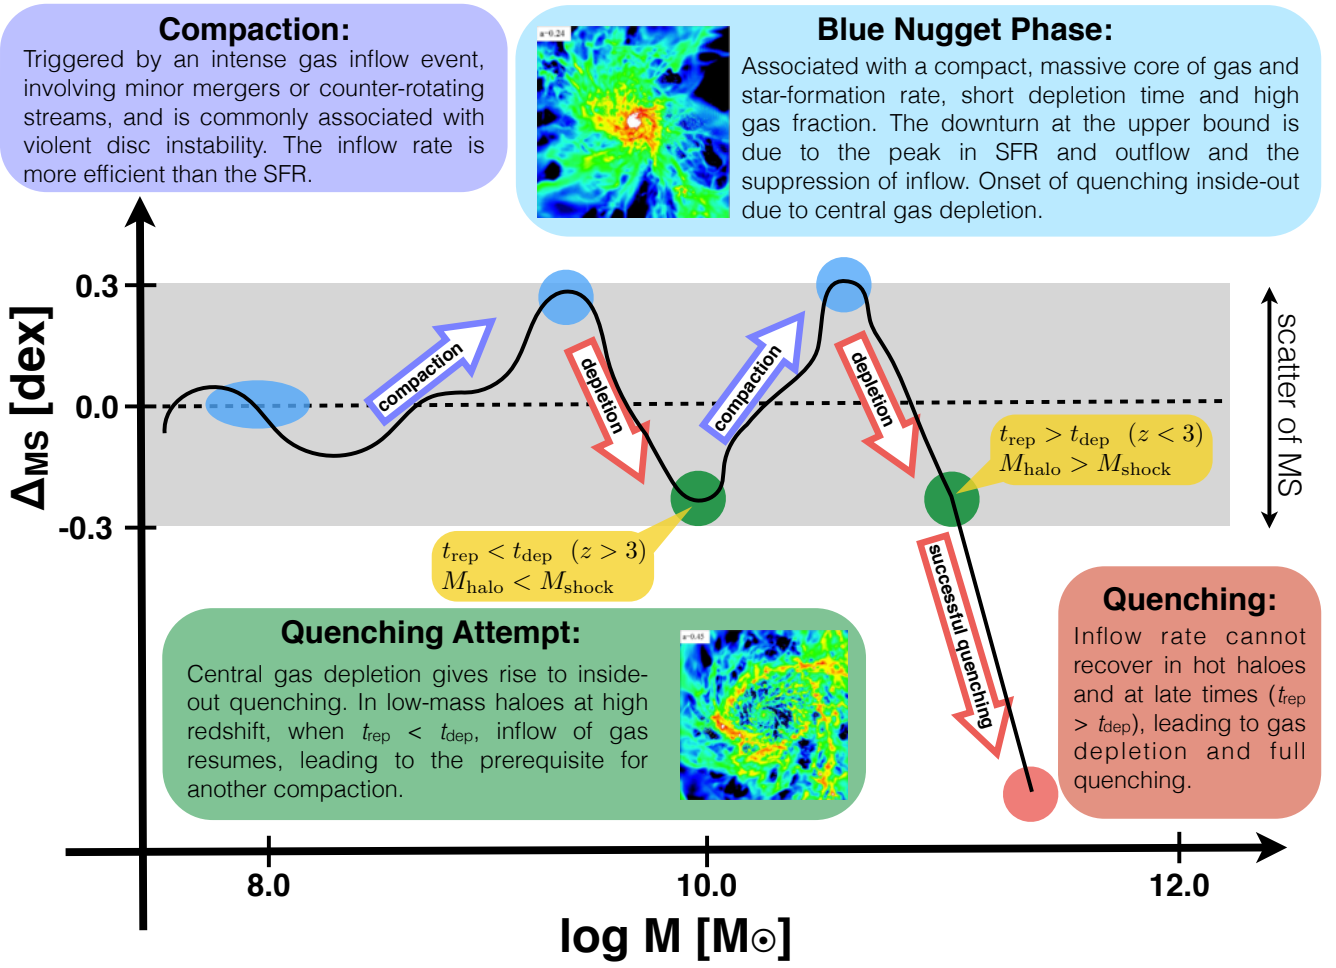 Compaction:
Triggered by an intense gas inflow event,
involving minor mergers or counter-rotating
streams, and is commonly associated with
violent disc instability. The inflow rate is
more efficient than the SFR.
a=0.24
Blue Nugget Phase:
Associated with a compact, massive core of gas and
star-formation rate, short depletion time and high
gas fraction. The downturn at the upper bound is
due to the peak in SFR and outflow and the
suppression of inflow. Onset of quenching inside-out
due to central gas depletion.
0.3
0.0
-0.3
ΔMS [dex]
compaction
depletion
compaction
depletion
scatter of MS
t_rep > t_dep (z < 3)
M_halo > M_shock
t_rep < t_dep (z > 3)
M_halo < M_shock
successful quenching
Quenching Attempt:
Central gas depletion gives rise to inside-
out quenching. In low-mass haloes at high
redshift, when t_rep < t_dep, inflow of gas
resumes, leading to the prerequisite for
another compaction.
a=0.45
Quenching:
Inflow rate cannot
recover in hot haloes
and at late times (t_rep
> t_dep), leading to gas
depletion and full
quenching.
8.0
10.0
12.0
log M [M⊙]